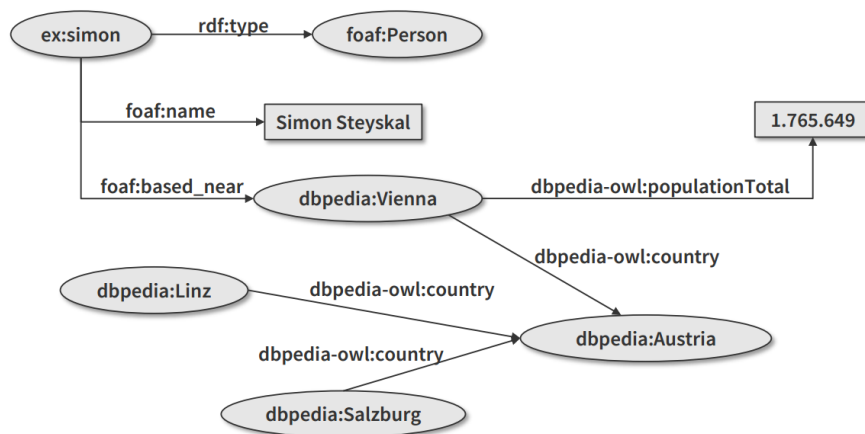 ex:simon
rdf:type
foaf:Person
foaf:name
Simon Steyskal
1.765.649
foaf:based_near
dbpedia:Vienna
dbpedia-owl:populationTotal
dbpedia-owl:country
dbpedia:Linz
dbpedia-owl:country
dbpedia:Austria
dbpedia-owl:country
dbpedia:Salzburg